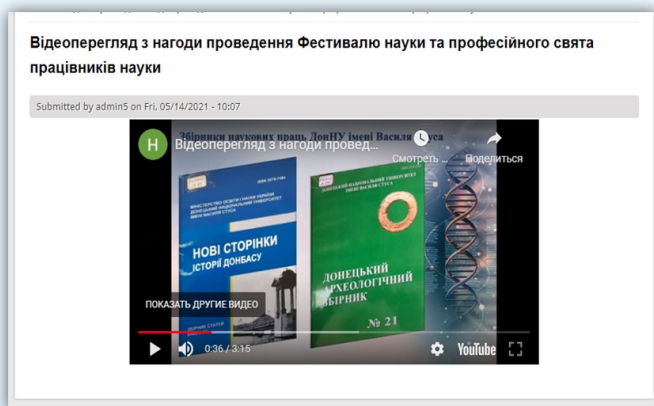 Відеоперегляд з нагоди проведення Фестивалю науки та професійного свята
працівників науки
Submitted by admin5 on Fri, 05/14/2021 - 10:07
Збірники наукових праць ДонНУ імені Василя
Н Відеоперегляд з нагоди провед...
Смотреть ...
Поделиться
МІНІСТЕРСТВО ОСВІТИ І НАУКИ УКРАЇНИ
ДОНЕЦЬКИЙ НАЦІОНАЛЬНИЙ УНІВЕРСИТЕТ
ІМЕНІ ВАСИЛЯ СТУСА
НОВІ СТОРІНКИ
ІСТОРІЇ ДОНБАСУ
ДОНЕЦЬКИЙ НАЦІОНАЛЬНИЙ УНІВЕРСИТЕТ
ІМЕНІ ВАСИЛЯ СТУСА
ДОНЕЦЬКИЙ
АРХЕОЛОГІЧНИЙ
ЗБІРНИК
№ 21
ПОКАЗАТЬ ДРУГИЕ ВИДЕО
0:36 / 3:15
YouTube